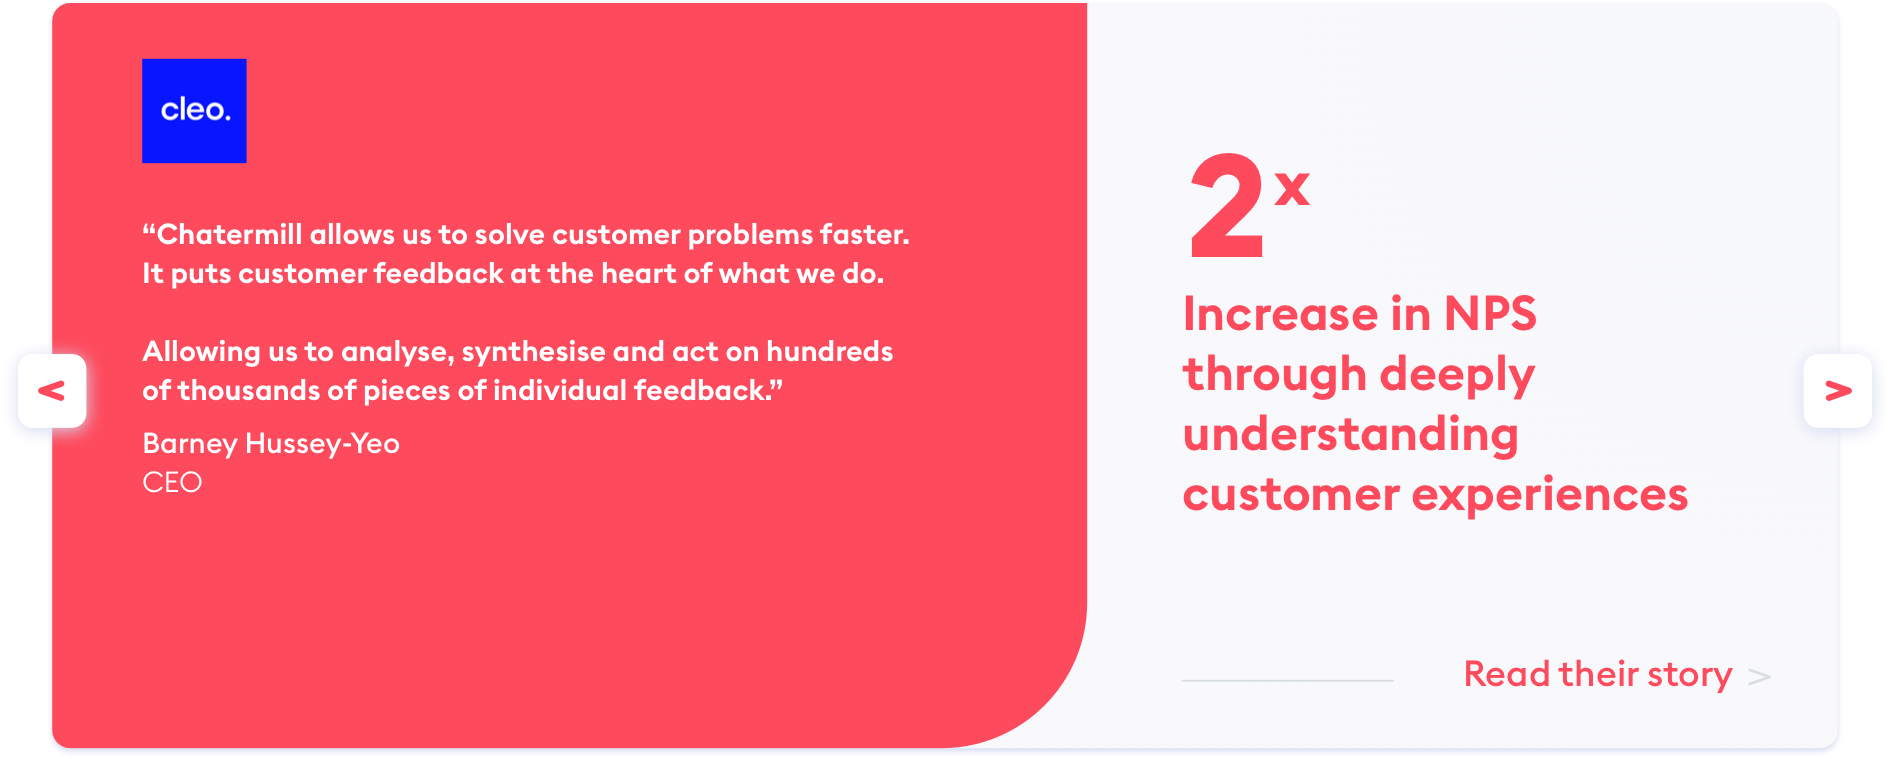 cleo.
“Chatermill allows us to solve customer problems faster.
It puts customer feedback at the heart of what we do.
Allowing us to analyse, synthesise and act on hundreds
of thousands of pieces of individual feedback.”
Barney Hussey-Yeo
CEO
2x
Increase in NPS
through deeply
understanding
customer experiences
Read their story >
<
>